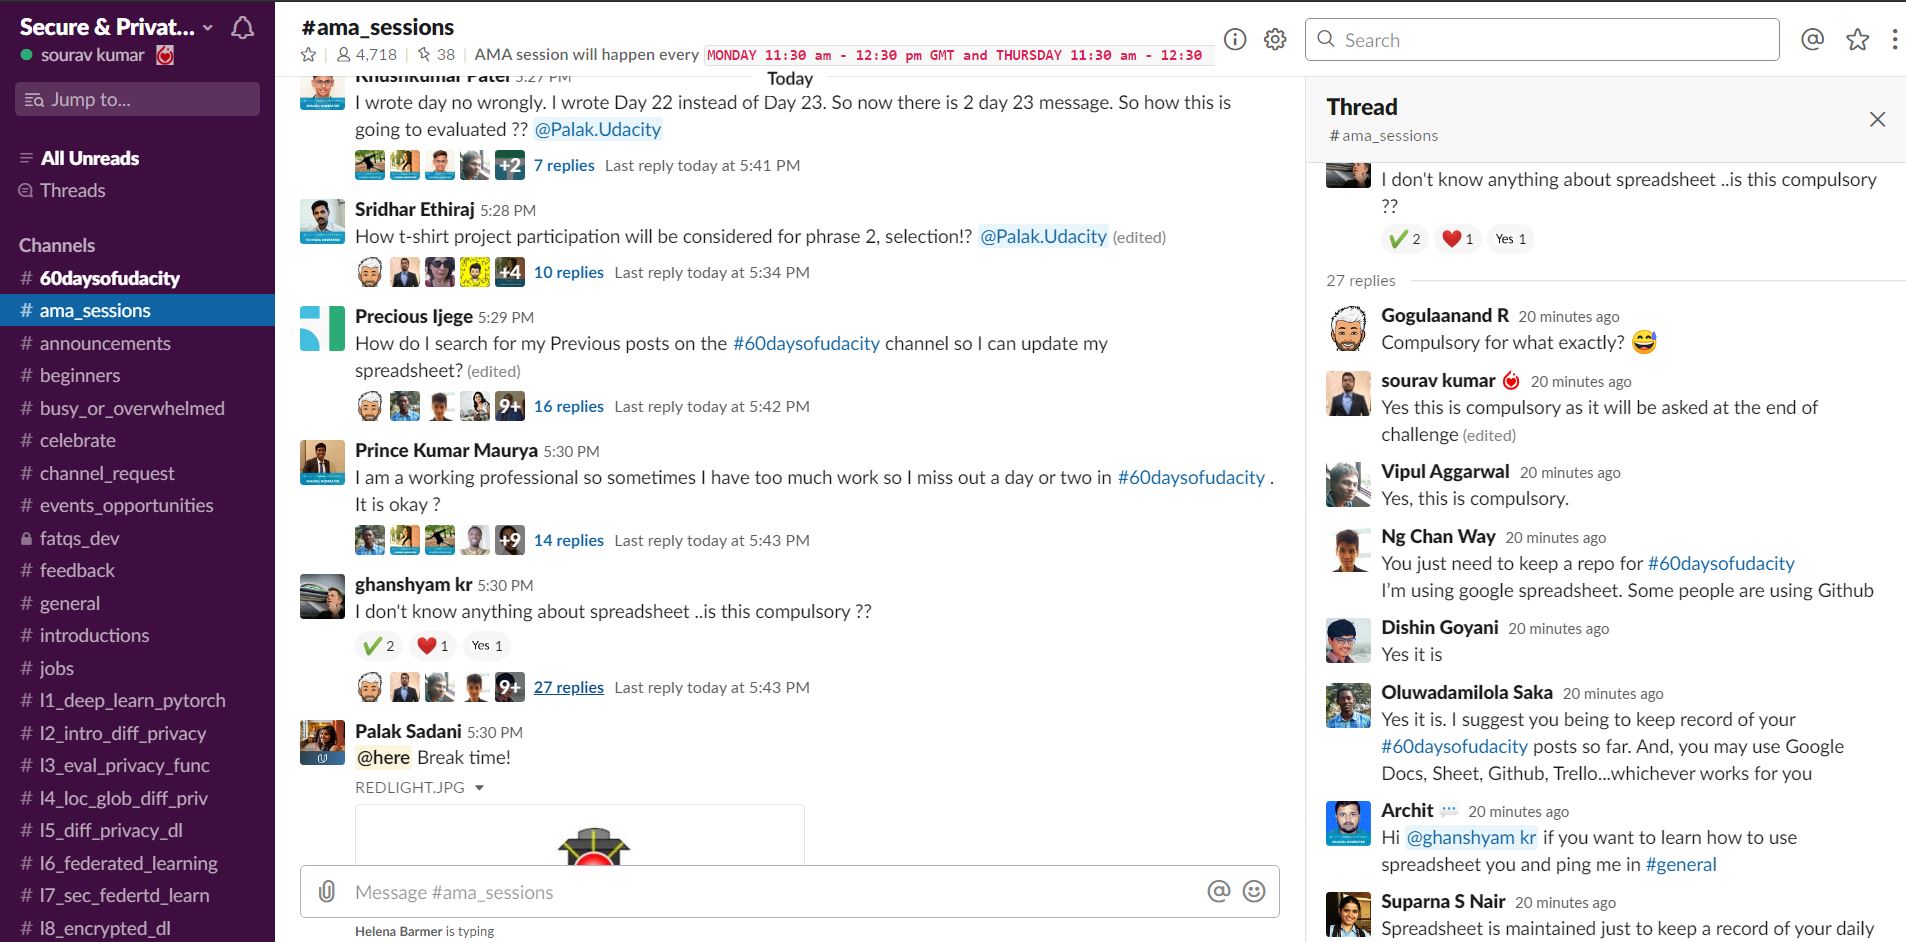 Secure & Privat...
sourav kumar
Jump to...
All Unreads
Threads
Channels
# 60daysofudacity
# ama_sessions
# announcements
# beginners
# busy_or_overwhelmed
# celebrate
# channel_request
# events_opportunities
fatqs_dev
# feedback
# general
# introductions
# jobs
# l1_deep_learn_pytorch
# l2_intro_diff_privacy
# l3_eval_privacy_func
# l4_loc_glob_diff_priv
# l5_diff_privacy_dl
# l6_federated_learning
# l7_sec_federtd_learn
# l8_encrypted_dl
#ama_sessions
4,718 | 38 | AMA session will happen every MONDAY 11:30 am - 12:30 pm GMT and THURSDAY 11:30 am - 12:30
Search
Today
Khushkumar Patel 5:27 PM
I wrote day no wrongly. I wrote Day 22 instead of Day 23. So now there is 2 day 23 message. So how this is
going to evaluated ?? @Palak.Udacity
+2 7 replies Last reply today at 5:41 PM
Sridhar Ethiraj 5:28 PM
How t-shirt project participation will be considered for phrase 2, selection!? @Palak.Udacity (edited)
+4 10 replies Last reply today at 5:34 PM
Precious Ijege 5:29 PM
How do I search for my Previous posts on the #60daysofudacity channel so I can update my
spreadsheet? (edited)
9+ 16 replies Last reply today at 5:42 PM
Prince Kumar Maurya 5:30 PM
I am a working professional so sometimes I have too much work so I miss out a day or two in #60daysofudacity .
It is okay ?
+9 14 replies Last reply today at 5:43 PM
ghanshyam kr 5:30 PM
I don't know anything about spreadsheet ..is this compulsory ??
2 1 Yes 1
9+ 27 replies Last reply today at 5:43 PM
Palak Sadani 5:30 PM
@here Break time!
REDLIGHT.JPG
Message #ama_sessions
Helena Barmer is typing
Thread
# ama_sessions
I don't know anything about spreadsheet ..is this compulsory
??
2 1 Yes 1
27 replies
Gogulaanand R 20 minutes ago
Compulsory for what exactly?
sourav kumar 20 minutes ago
Yes this is compulsory as it will be asked at the end of
challenge (edited)
Vipul Aggarwal 20 minutes ago
Yes, this is compulsory.
Ng Chan Way 20 minutes ago
You just need to keep a repo for #60daysofudacity
I'm using google spreadsheet. Some people are using Github
Dishin Goyani 20 minutes ago
Yes it is
Oluwadamilola Saka 20 minutes ago
Yes it is. I suggest you being to keep record of your
#60daysofudacity posts so far. And, you may use Google
Docs, Sheet, Github, Trello...whichever works for you
Archit 20 minutes ago
Hi @ghanshyam kr if you want to learn how to use
spreadsheet you and ping me in #general
Suparna S Nair 20 minutes ago
Spreadsheet is maintained just to keep a record of your daily